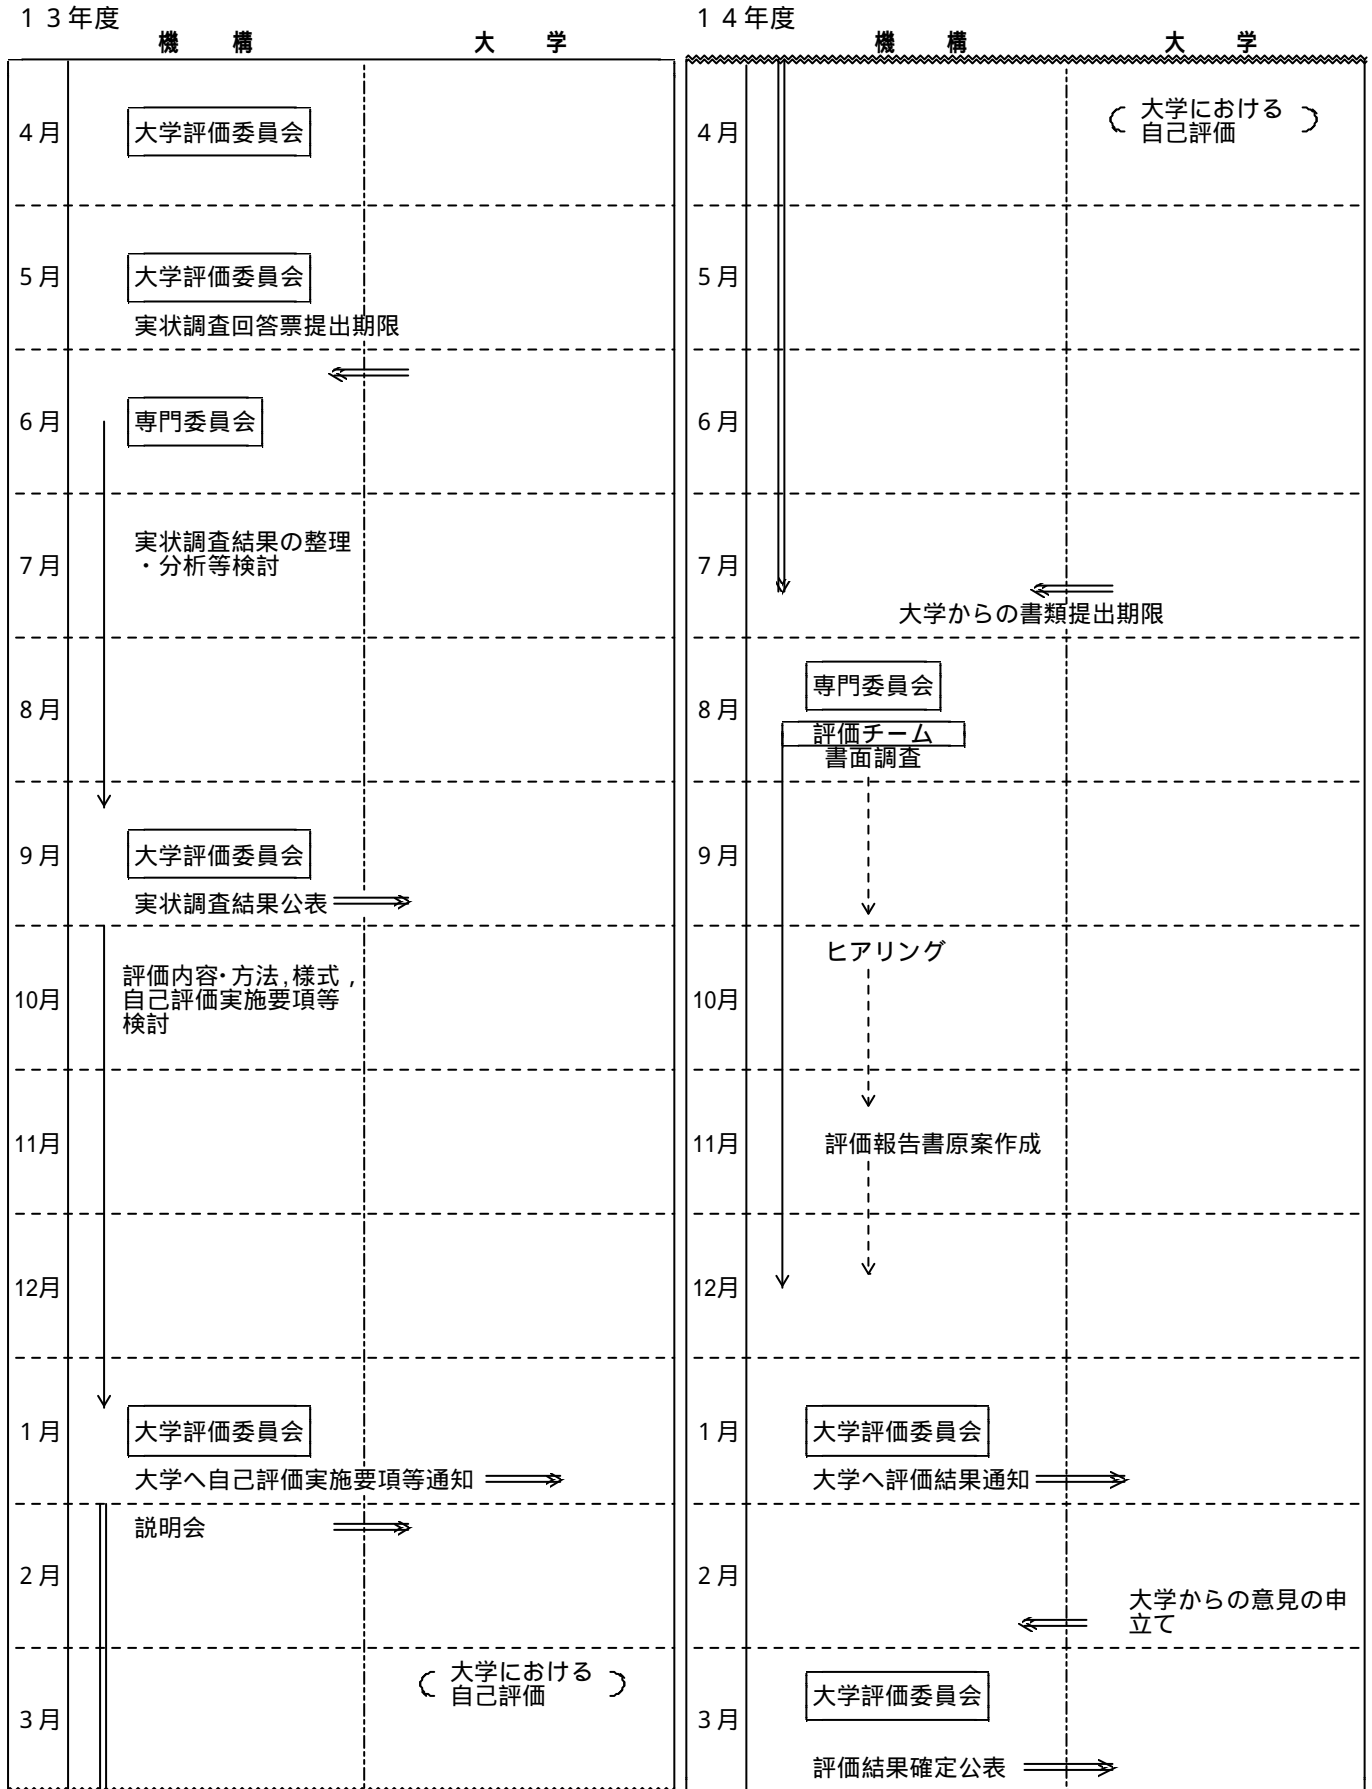 １３年度
機　構　大　学
4月
大学評価委員会
5月
大学評価委員会
実状調査回答票提出期限
6月
専門委員会
7月
実状調査結果の整理
・分析等検討
8月
9月
大学評価委員会
実状調査結果公表
10月
評価内容・方法,様式,
自己評価実施要項等
検討
11月
12月
1月
大学評価委員会
大学へ自己評価実施要項等通知
説明会
2月
大学における
自己評価
3月
１４年度
機　構　大　学
4月
大学における
自己評価
5月
6月
7月
大学からの書類提出期限
専門委員会
8月
評価チーム
書面調査
9月
ヒアリング
10月
11月
評価報告書原案作成
12月
1月
大学評価委員会
大学へ評価結果通知
2月
大学からの意見の申
立て
大学評価委員会
3月
評価結果確定公表